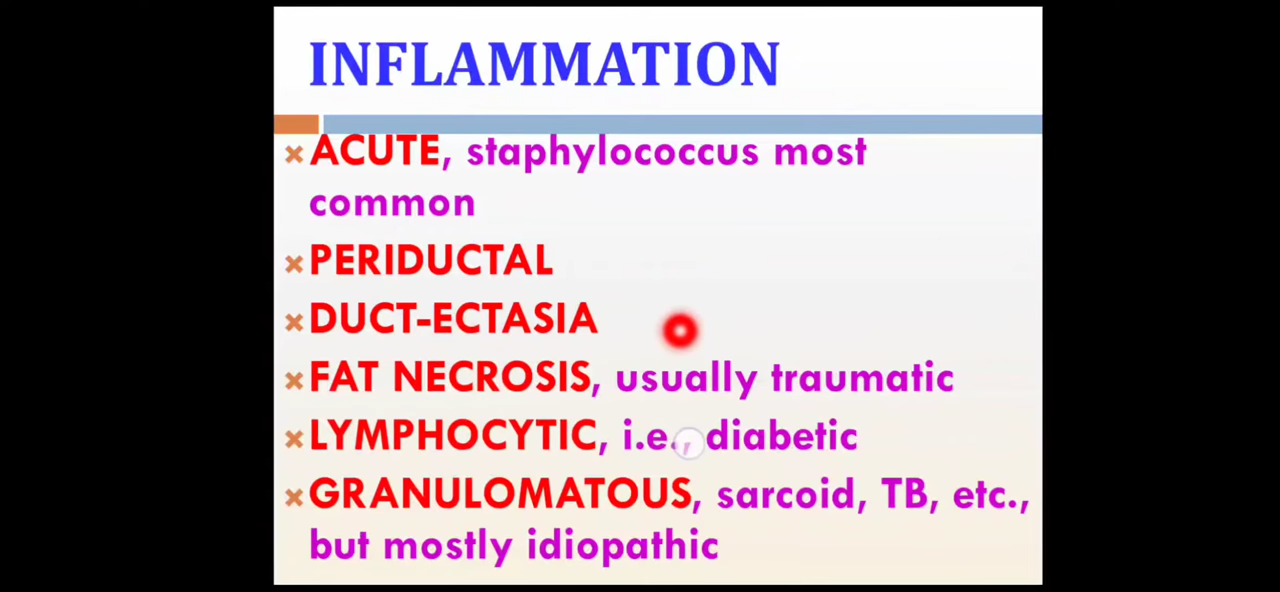 INFLAMMATION
ACUTE, staphylococcus most
common
PERIDUCTAL
DUCT-ECTASIA
FAT NECROSIS, usually traumatic
LYMPHOCYTIC, i.e., diabetic
GRANULOMATOUS, sarcoid, TB, etc.,
but mostly idiopathic